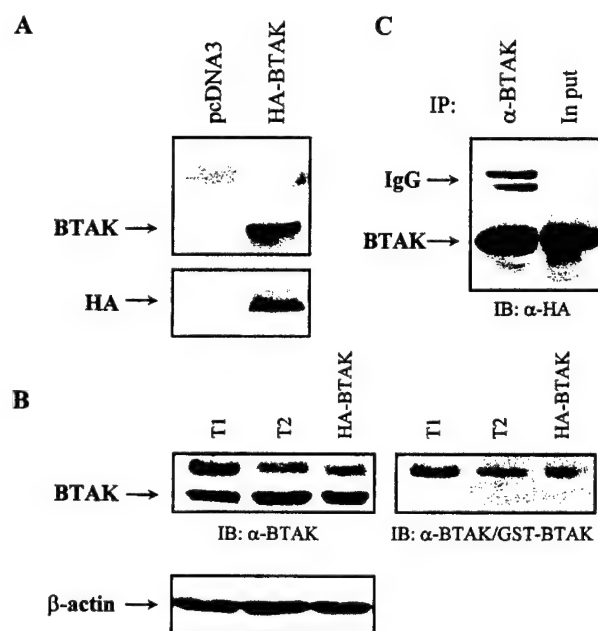 A
pcDNA3
HA-BTAK
BTAK →
HA →
C
IP:
α-BTAK
In put
IgG →
BTAK →
IB: α-HA
B
T1
T2
HA-BTAK
BTAK →
IB: α-BTAK
T1
T2
HA-BTAK
IB: α-BTAK/GST-BTAK
β-actin →